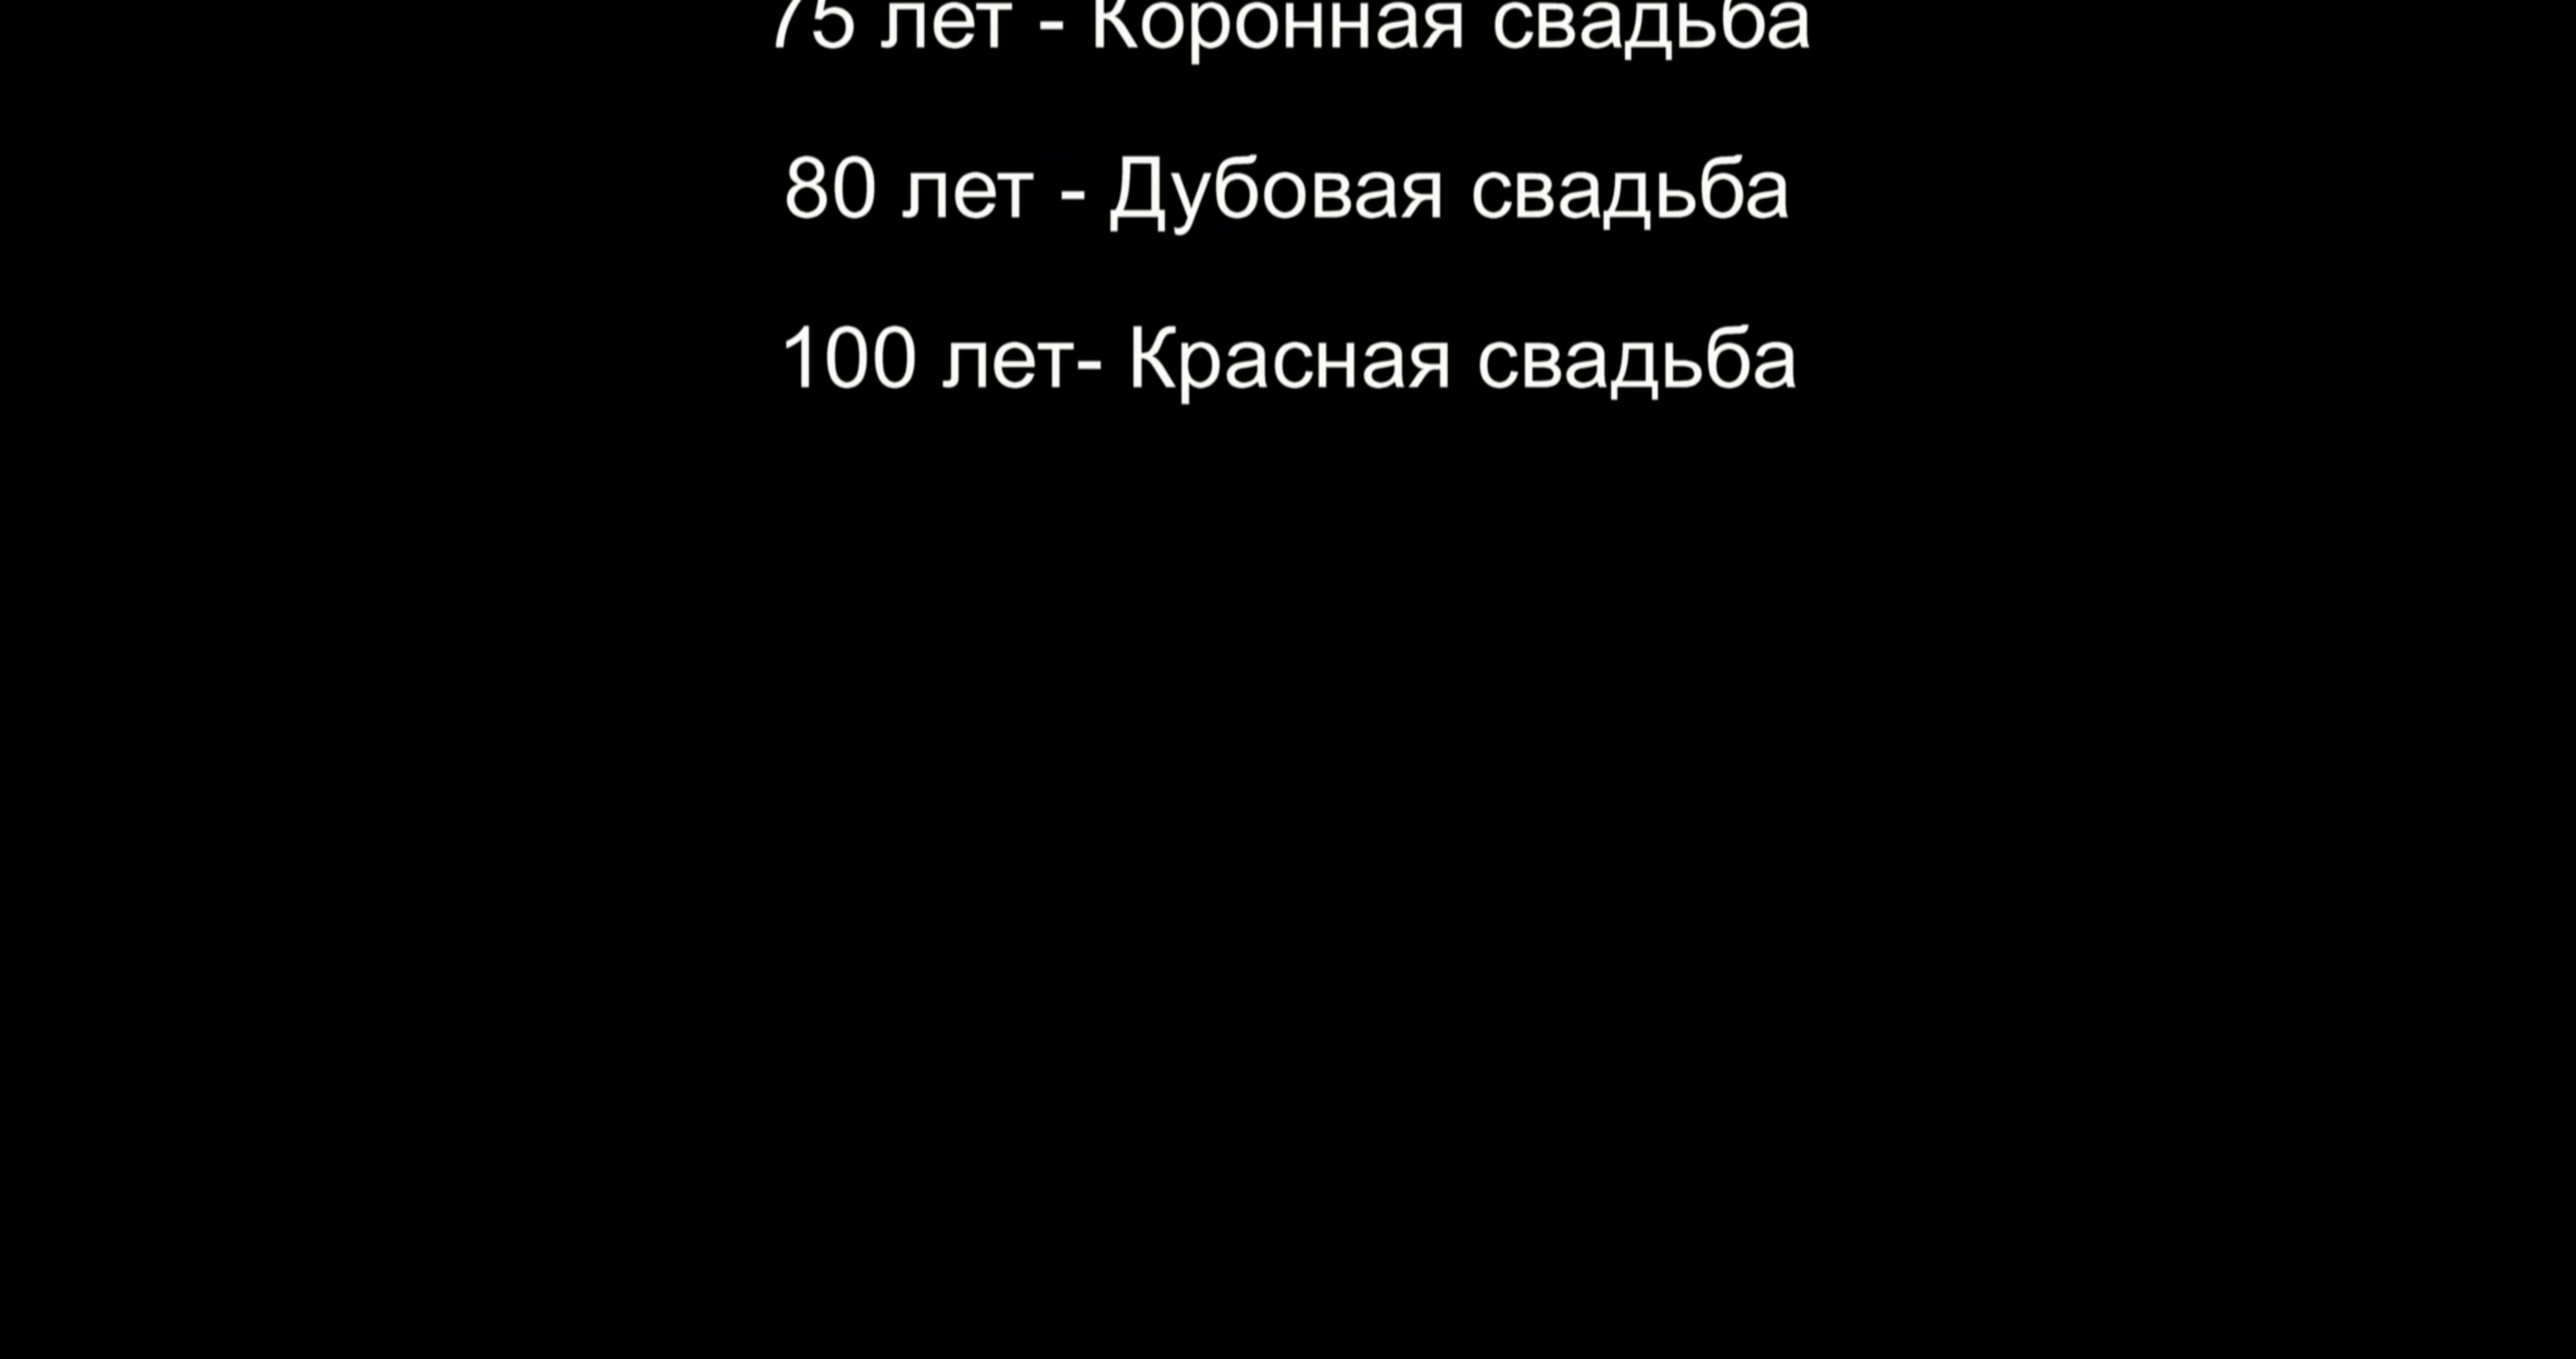 75 лет - Коронная свадьба
80 лет - Дубовая свадьба
100 лет- Красная свадьба